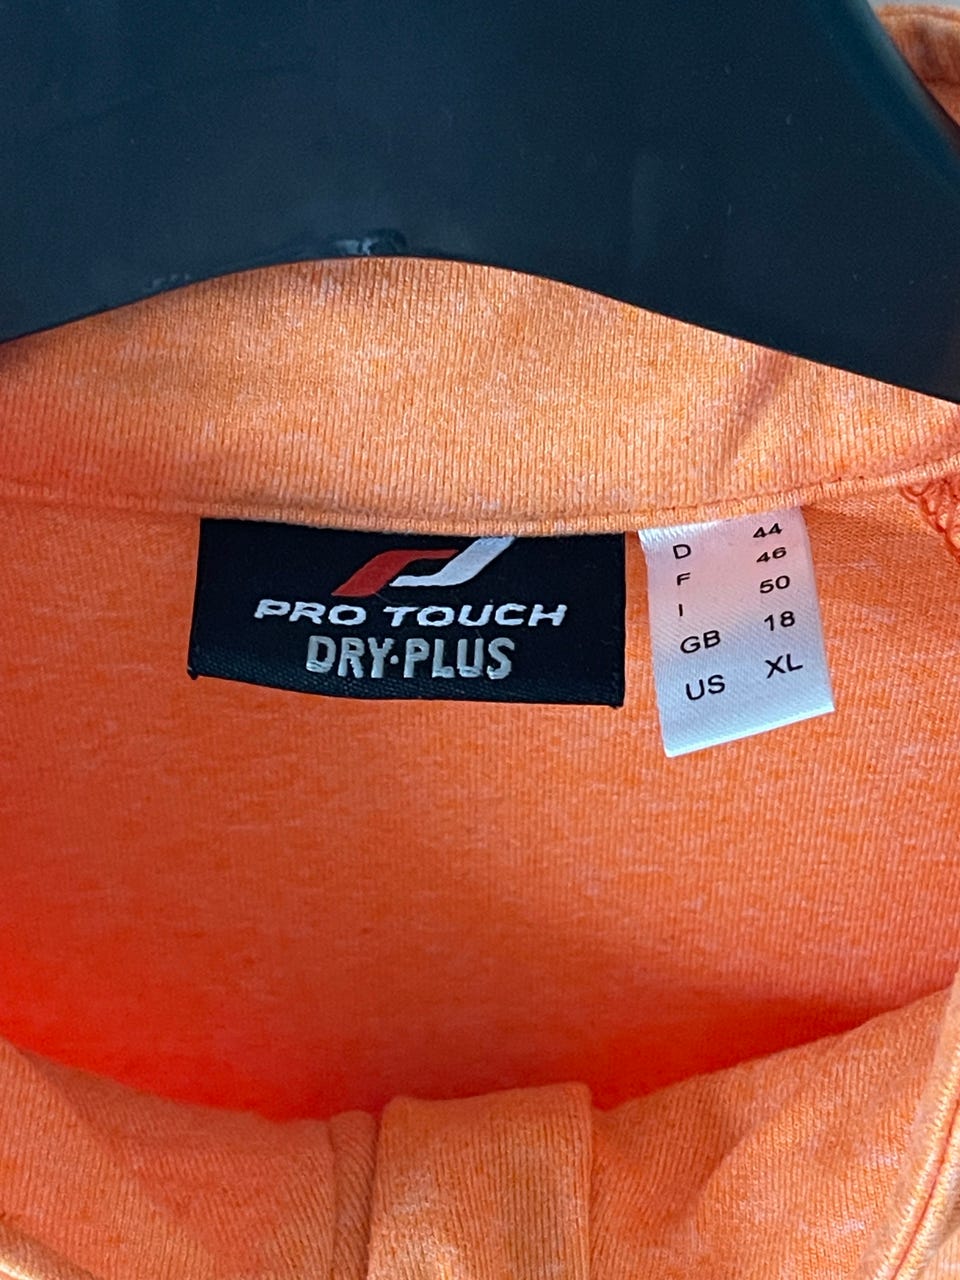 PRO TOUCH
DRY·PLUS
D 44
F 46
I 50
GB 18
US XL